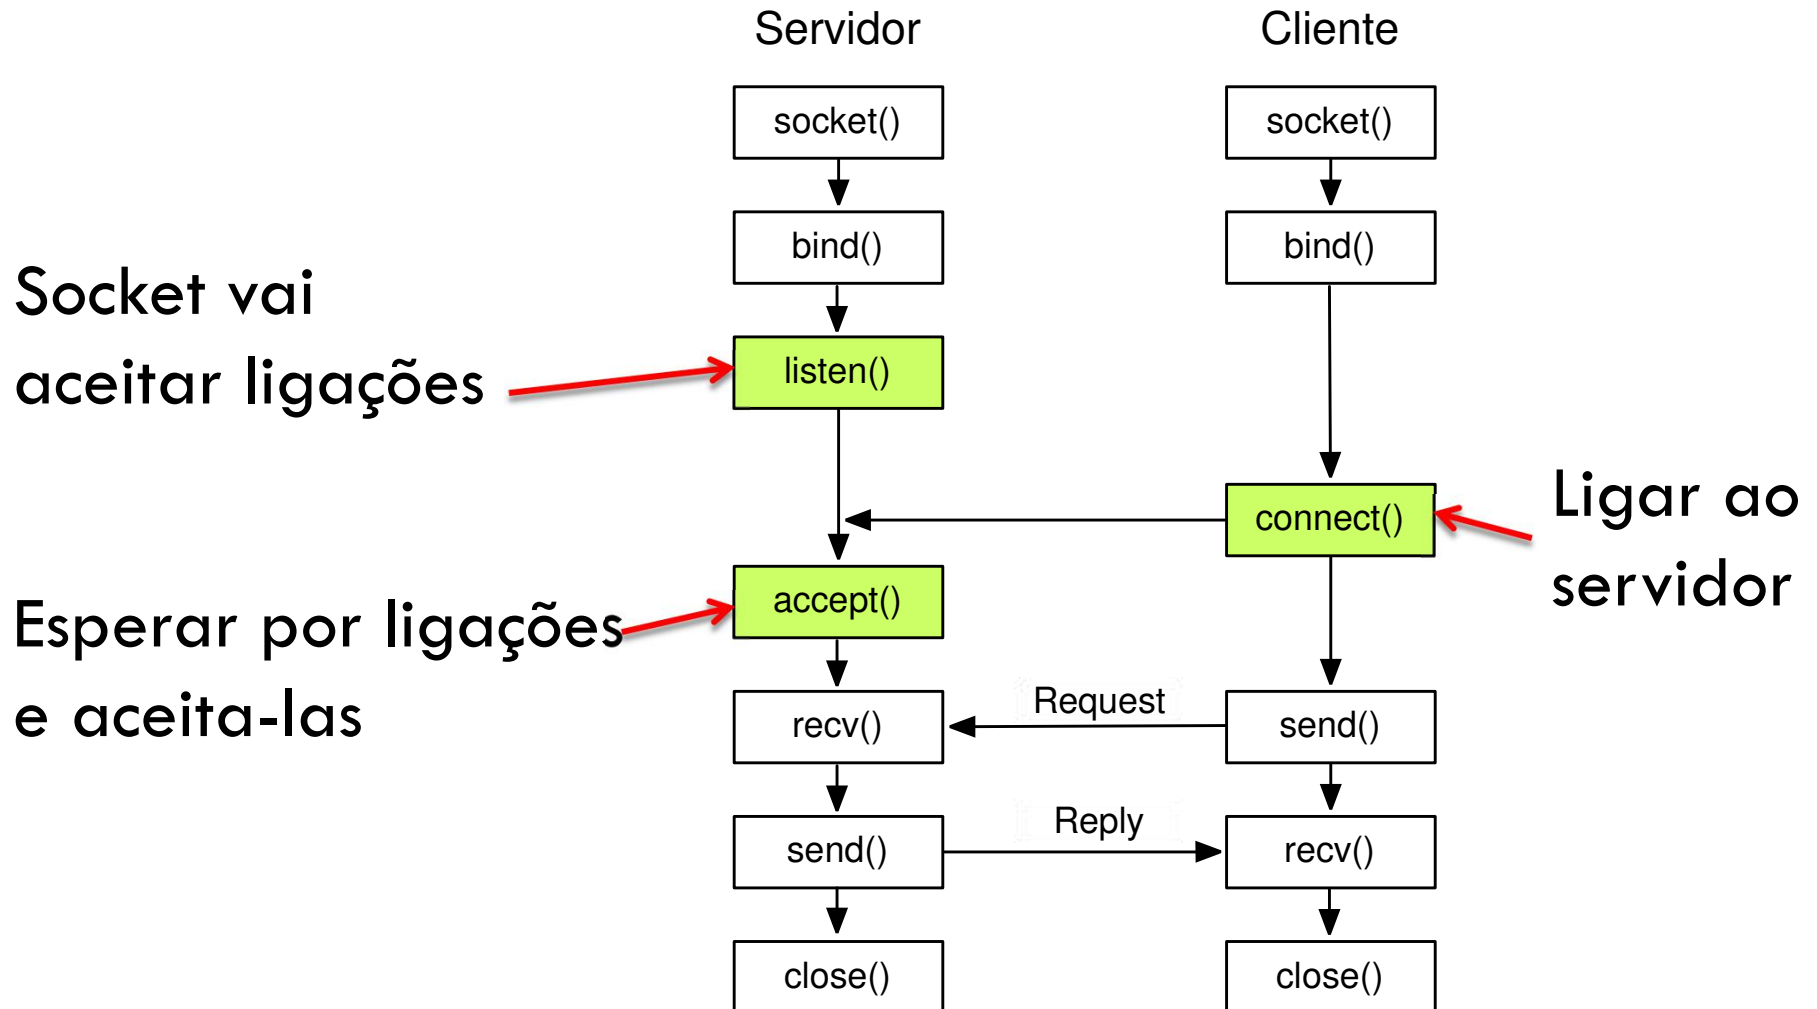 Servidor
Cliente
socket()
socket()
bind()
bind()
Socket vai
aceitar ligações
listen()
connect()
Ligar ao
servidor
accept()
Esperar por ligações
e aceita-las
recv()
Request
send()
send()
Reply
recv()
close()
close()